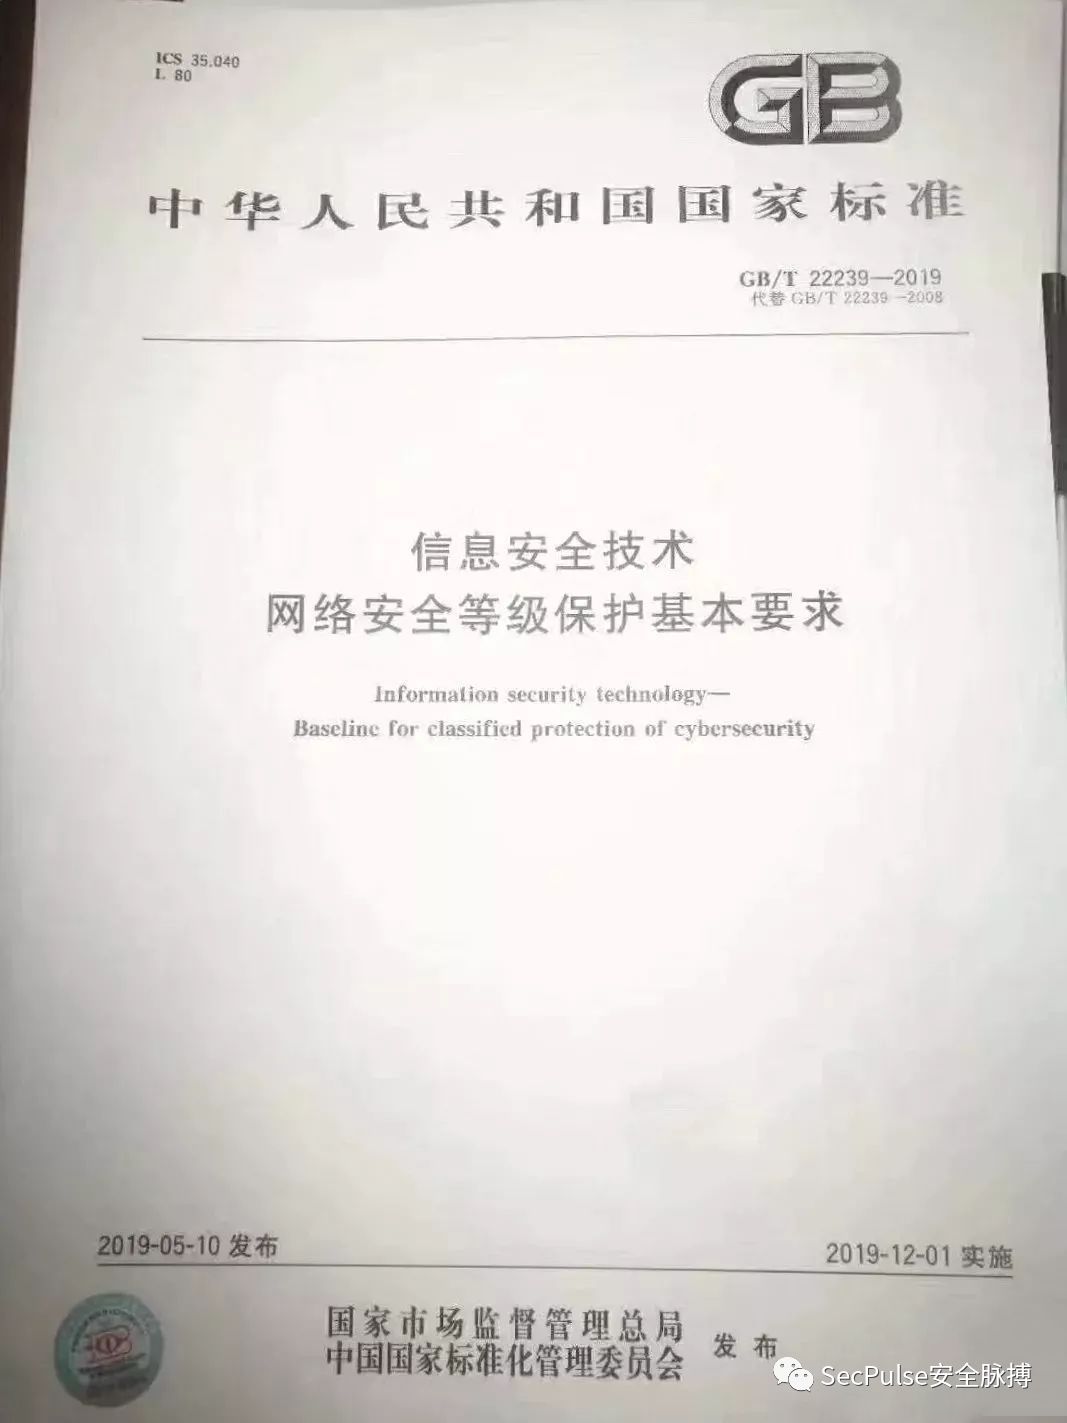 ICS 35.040
L 80
GB
中华人民共和国国家标准
GB/T 22239—2019
代替 GB/T 22239—2008
信息安全技术
网络安全等级保护基本要求
Information security technology—
Baseline for classified protection of cybersecurity
2019-05-10 发布
2019-12-01 实施
国家市场监督管理总局
中国国家标准化管理委员会
发布
SecPulse安全脉搏